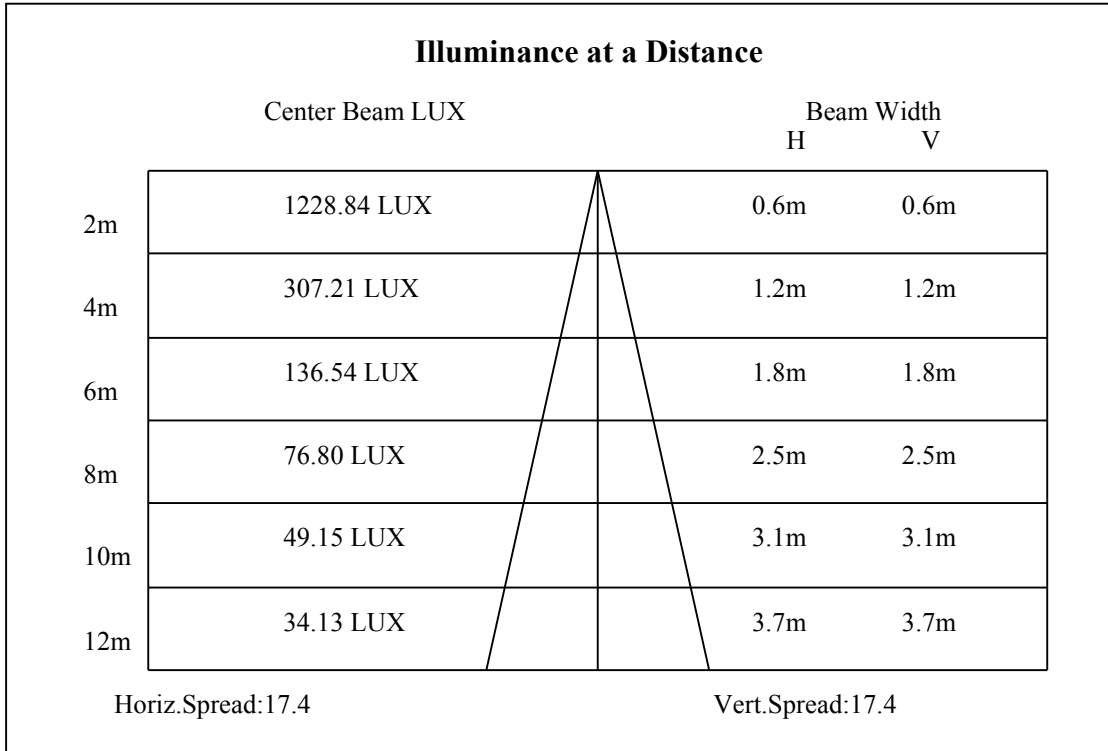 Illuminance at a Distance
Center Beam LUX Beam Width
H V
2m 1228.84 LUX 0.6m 0.6m
4m 307.21 LUX 1.2m 1.2m
6m 136.54 LUX 1.8m 1.8m
8m 76.80 LUX 2.5m 2.5m
10m 49.15 LUX 3.1m 3.1m
12m 34.13 LUX 3.7m 3.7m
Horiz.Spread:17.4 Vert.Spread:17.4